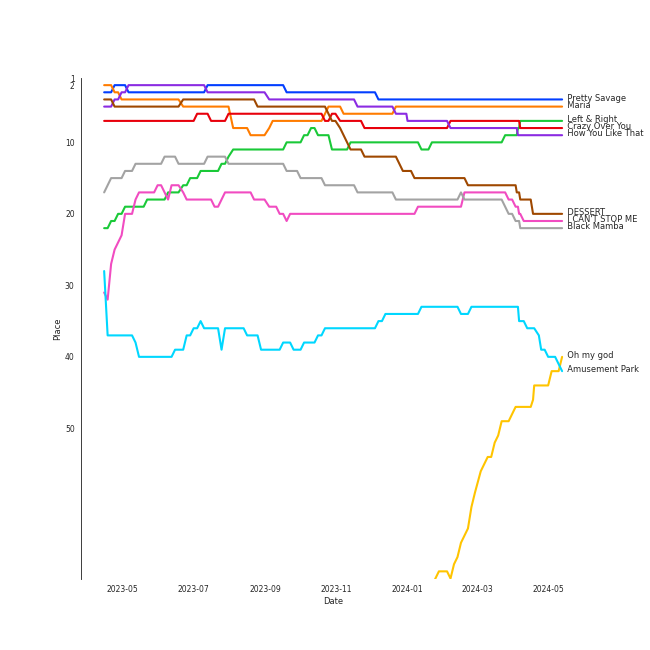 1
2
10
20
30
40
50
Place
Pretty Savage
Maria
Left & Right
Crazy Over You
How You Like That
DESSERT
I CAN'T STOP ME
Black Mamba
Oh my god
Amusement Park
2023-05
2023-07
2023-09
2023-11
2024-01
2024-03
2024-05
Date